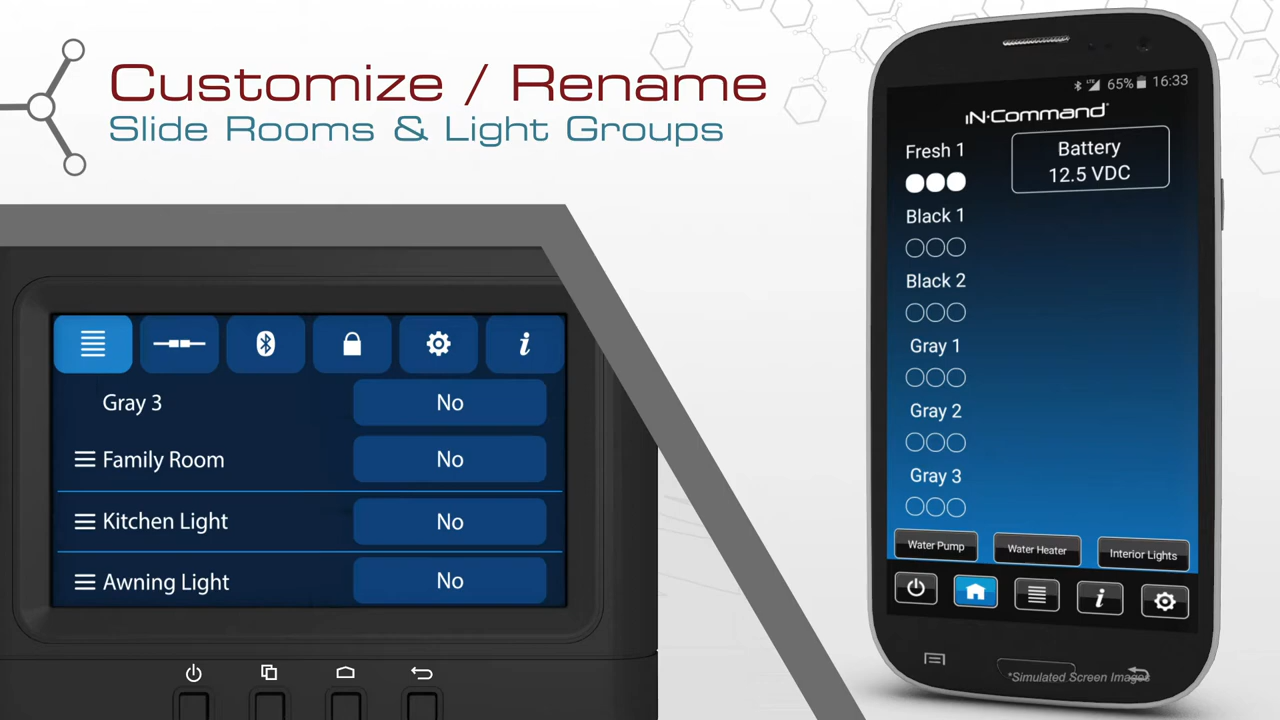 Customize / Rename
Slide Rooms & Light Groups
Gray 3 No
Family Room No
Kitchen Light No
Awning Light No
65% 16:33
iN·Command
Fresh 1
Battery
12.5 VDC
Black 1
Black 2
Gray 1
Gray 2
Gray 3
Water Pump Water Heater Interior Lights
*Simulated Screen Images